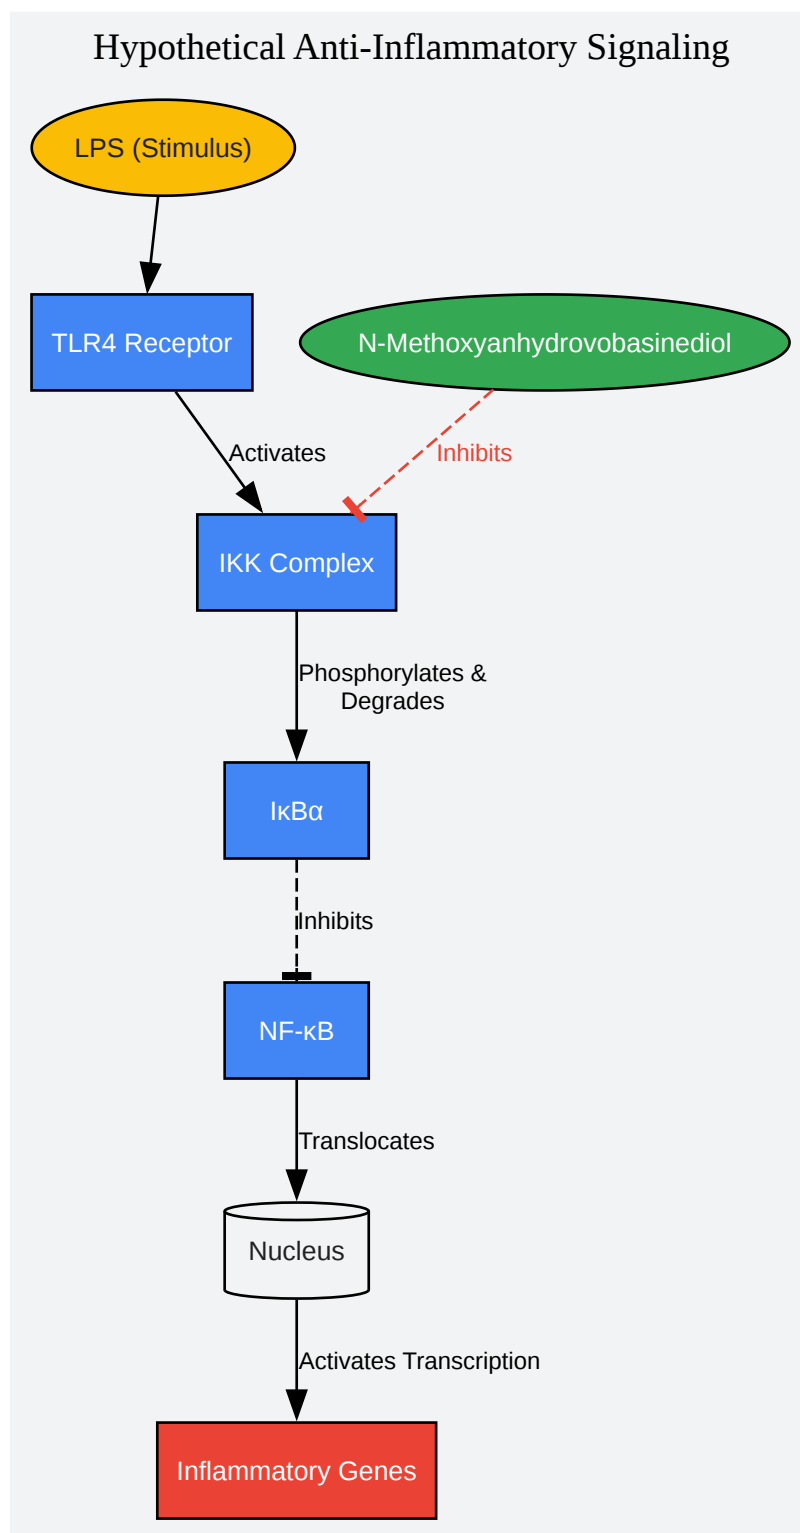 Hypothetical Anti-Inflammatory Signaling
LPS (Stimulus)
TLR4 Receptor
N-Methoxyanhydrovobasinediol
Activates
Inhibits
IKK Complex
Phosphorylates &
Degrades
IκBα
Inhibits
NF-κB
Translocates
Nucleus
Activates Transcription
Inflammatory Genes